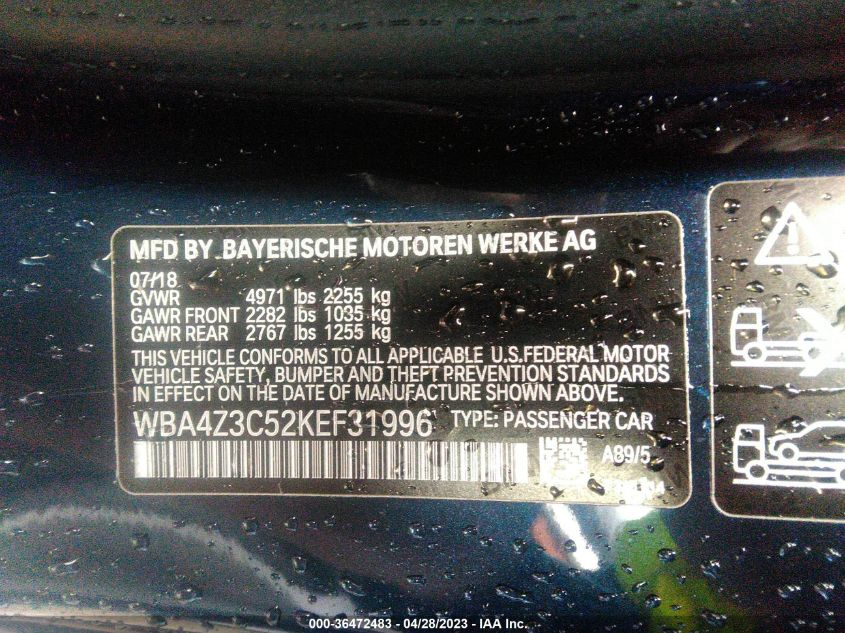 MFD BY BAYERISCHE MOTOREN WERKE AG
07/18
GVWR 4971 lbs 2255 kg
GAWR FRONT 2282 lbs 1035 kg
GAWR REAR 2767 lbs 1255 kg
THIS VEHICLE CONFORMS TO ALL APPLICABLE U.S.FEDERAL MOTOR
VEHICLE SAFETY, BUMPER AND THEFT PREVENTION STANDARDS
IN EFFECT ON THE DATE OF MANUFACTURE SHOWN ABOVE.
WBA4Z3C52KEF31996 TYPE: PASSENGER CAR
A89/5
000-36472483 - 04/28/2023 - IAA Inc.